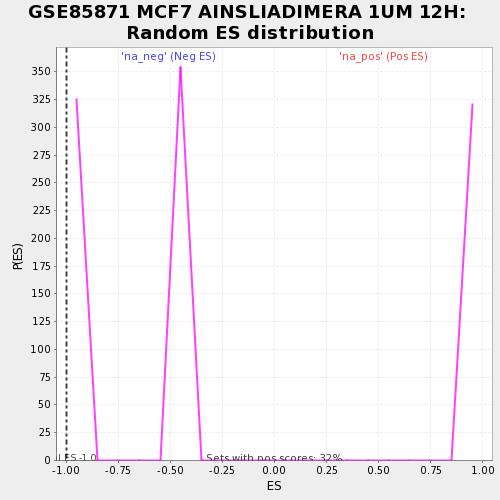 GSE85871 MCF7 AINSLIADIMERA 1UM 12H:
Random ES distribution
'na_neg' (Neg ES) 'na_pos' (Pos ES)
350
325
300
275
250
225
200
175
150
125
100
75
50
25
0
P(ES)
ES -1.0
Sets with pos scores: 32%
-1.00 -0.75 -0.50 -0.25 0.00 0.25 0.50 0.75 1.00
ES